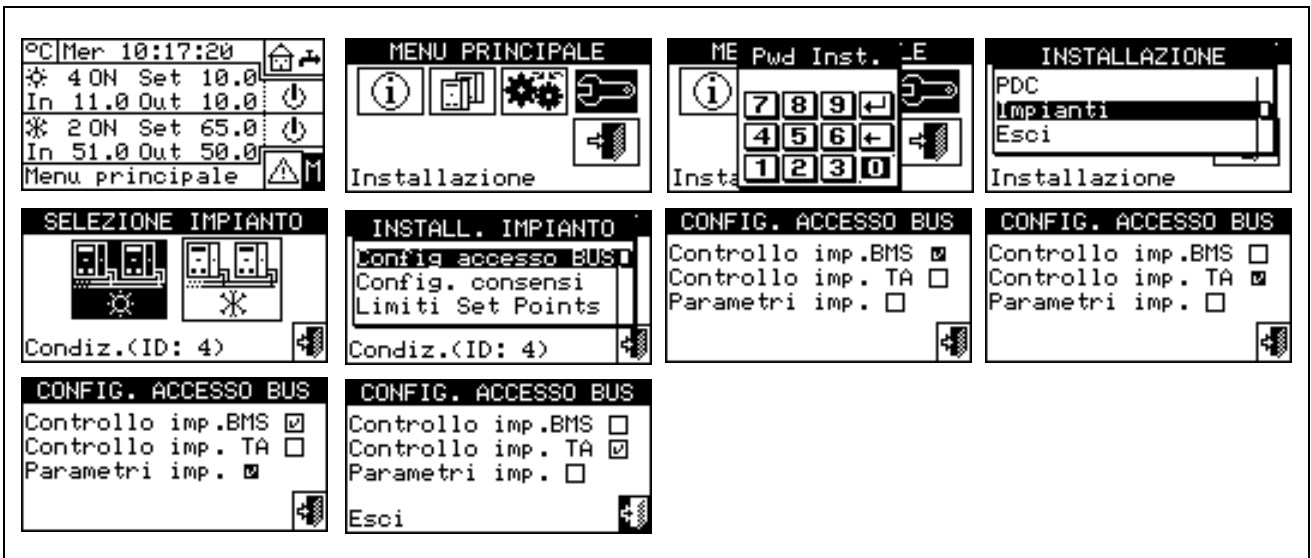 °C Mer 10:17:20
4 ON Set 10.0
In 11.0 Out 10.0
2 ON Set 65.0
In 51.0 Out 50.0
Menu principale M
MENU PRINCIPALE
i
Installazione
ME Pwd Inst. LE
i
7 8 9
4 5 6
1 2 3 0
Insta
INSTALLAZIONE
PDC
Impianti
Esci
Installazione
SELEZIONE IMPIANTO
Condiz.(ID: 4)
INSTALL. IMPIANTO
Config accesso BUS
Config. consensi
Limiti Set Points
Condiz.(ID: 4)
CONFIG. ACCESSO BUS
Controllo imp.BMS
Controllo imp. TA
Parametri imp.
CONFIG. ACCESSO BUS
Controllo imp.BMS
Controllo imp. TA
Parametri imp.
CONFIG. ACCESSO BUS
Controllo imp.BMS
Controllo imp. TA
Parametri imp.
CONFIG. ACCESSO BUS
Controllo imp.BMS
Controllo imp. TA
Parametri imp.
Esci